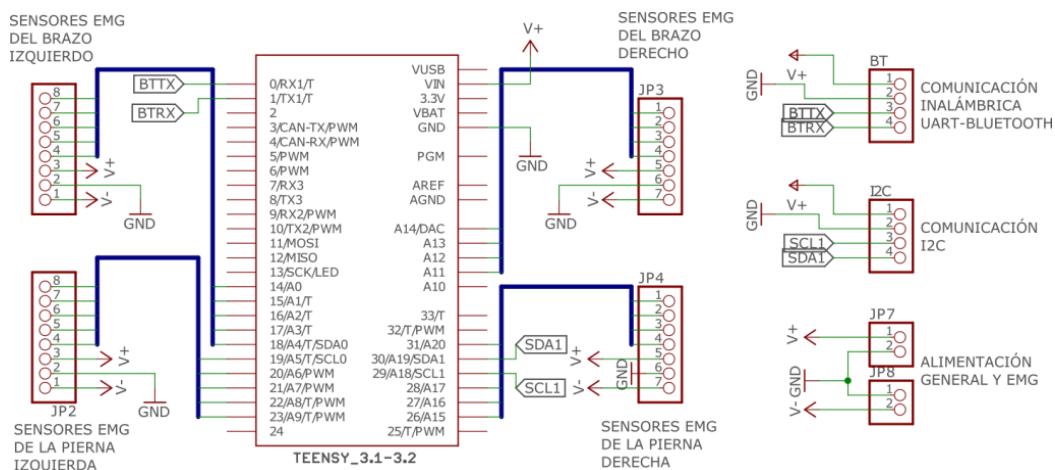 SENSORES EMG
DEL BRAZO
IZQUIERDO
8
7
6
5
4
3
2
1
V+
V-
GND
BTTX
BTRX
0/RX1/T
1/TX1/T
2
3/CAN-TX/PWM
4/CAN-RX/PWM
5/PWM
6/PWM
7/RX3
8/TX3
9/RX2/PWM
10/TX2/PWM
11/MOSI
12/MISO
13/SCK/LED
14/A0
15/A1/T
16/A2/T
17/A3/T
18/A4/T/SDA0
19/A5/T/SCL0
20/A6/PWM
21/A7/PWM
22/A8/T/PWM
23/A9/T/PWM
24
VUSB
VIN
3.3V
VBAT
GND
PGM
AREF
AGND
A14/DAC
A13
A12
A11
A10
33/T
32/T/PWM
31/A20
30/A19/SDA1
29/A18/SCL1
28/A17
27/A16
26/A15
25/T/PWM
TEENSY_3.1-3.2
8
7
6
5
4
3
2
1
V+
V-
GND
JP2
SENSORES EMG
DE LA PIERNA
IZQUIERDA
V+
GND
SENSORES EMG
DEL BRAZO
DERECHO
JP3
1
2
3
4
5
6
7
V+
V-
GND
JP4
1
2
3
4
5
6
7
SDA1
SCL1
V+
GND
V-
SENSORES EMG
DE LA PIERNA
DERECHA
BT
GND
V+
BTTX
BTRX
1
2
3
4
COMUNICACIÓN
INALÁMBRICA
UART-BLUETOOTH
I2C
GND
V+
SCL1
SDA1
1
2
3
4
COMUNICACIÓN
I2C
JP7
V+
1
2
GND
JP8
V-
1
2
ALIMENTACIÓN
GENERAL Y EMG